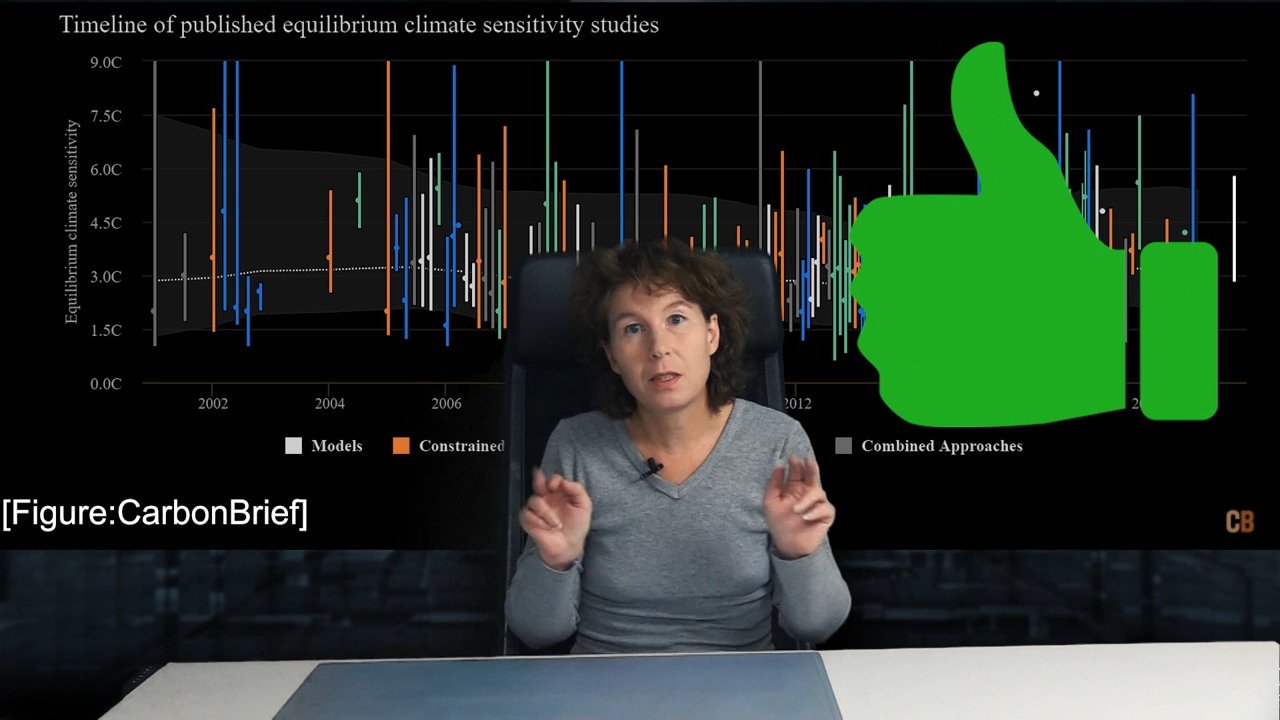 Timeline of published equilibrium climate sensitivity studies
Equilibrium climate sensitivity
9.0C
7.5C
6.0C
4.5C
3.0C
1.5C
0.0C
2002
2004
2006
2012
Models
Constrained
Combined Approaches
[Figure:CarbonBrief]
CB